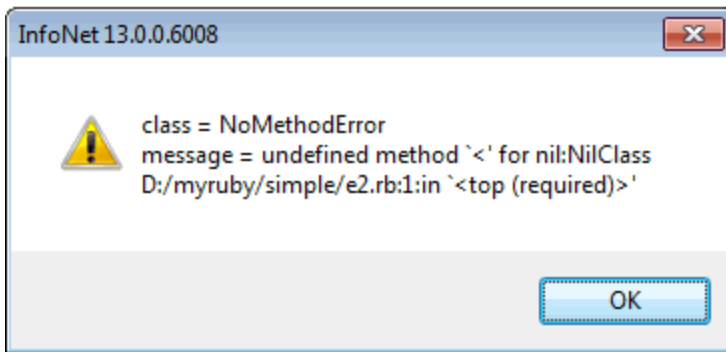 InfoNet 13.0.0.6008
class = NoMethodError
message = undefined method `<' for nil:NilClass
D:/myruby/simple/e2.rb:1:in `<top (required)>'
OK